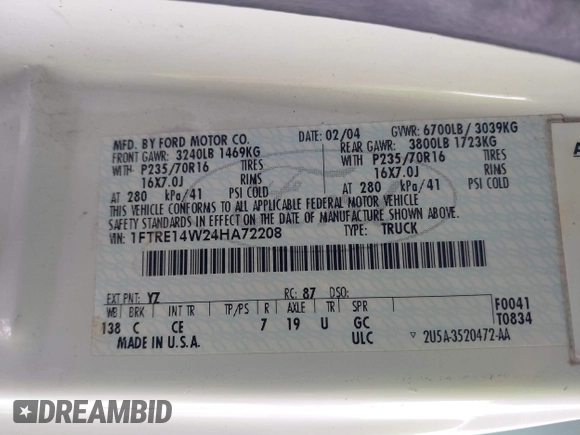 MFD. BY FORD MOTOR CO.
DATE: 02/04 GVWR: 6700LB/ 3039KG
FRONT GAWR: 3240LB 1469KG
REAR GAWR: 3800LB 1723KG
WITH P235/70R16 TIRES
WITH P235/70R16 TIRES
16X7.0J RIMS
16X7.0J RIMS
AT 280 kPa/41 PSI COLD
AT 280 kPa/41 PSI COLD
THIS VEHICLE CONFORMS TO ALL APPLICABLE FEDERAL MOTOR VEHICLE
SAFETY STANDARDS IN EFFECT ON THE DATE OF MANUFACTURE SHOWN ABOVE.
VIN: 1FTRE14W24HA72208 TYPE: TRUCK
EXT PNT: YZ RC: 87 DSO:
WB BRK INT TR TP/PS R AXLE TR SPR F0041
138 C CE 7 19 U GC T0834
MADE IN U.S.A. ULC ▽ 2U5A-3520472-AA
DREAMBID